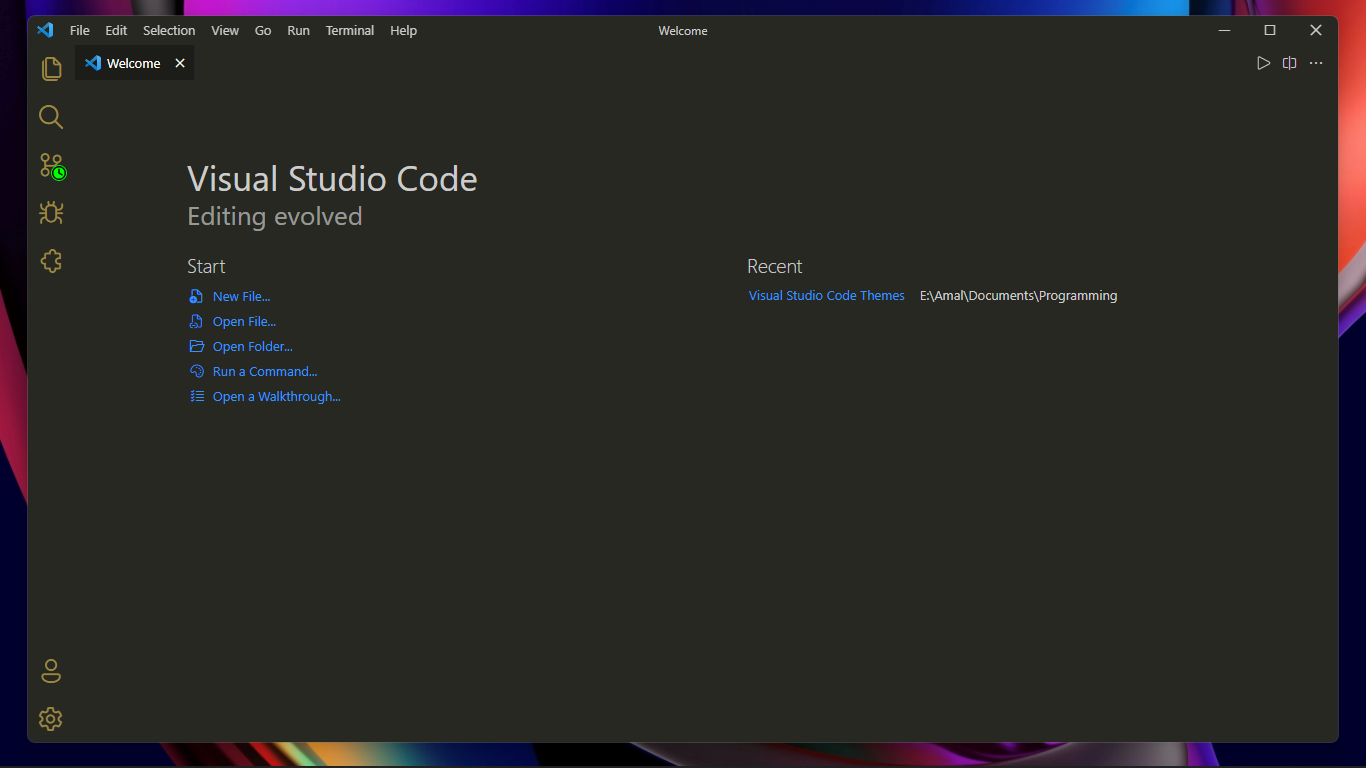 File Edit Selection View Go Run Terminal Help Welcome
Welcome
Visual Studio Code
Editing evolved
Start
New File...
Open File...
Open Folder...
Run a Command...
Open a Walkthrough...
Recent
Visual Studio Code Themes E:\Amal\Documents\Programming